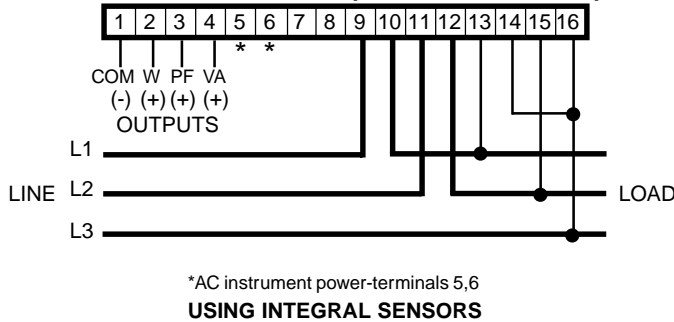 1 2 3 4 5 6 7 8 9 10 11 12 13 14 15 16
* *
COM W PF VA
(-) (+) (+) (+)
OUTPUTS
L1
LINE L2 LOAD
L3
*AC instrument power-terminals 5,6
USING INTEGRAL SENSORS